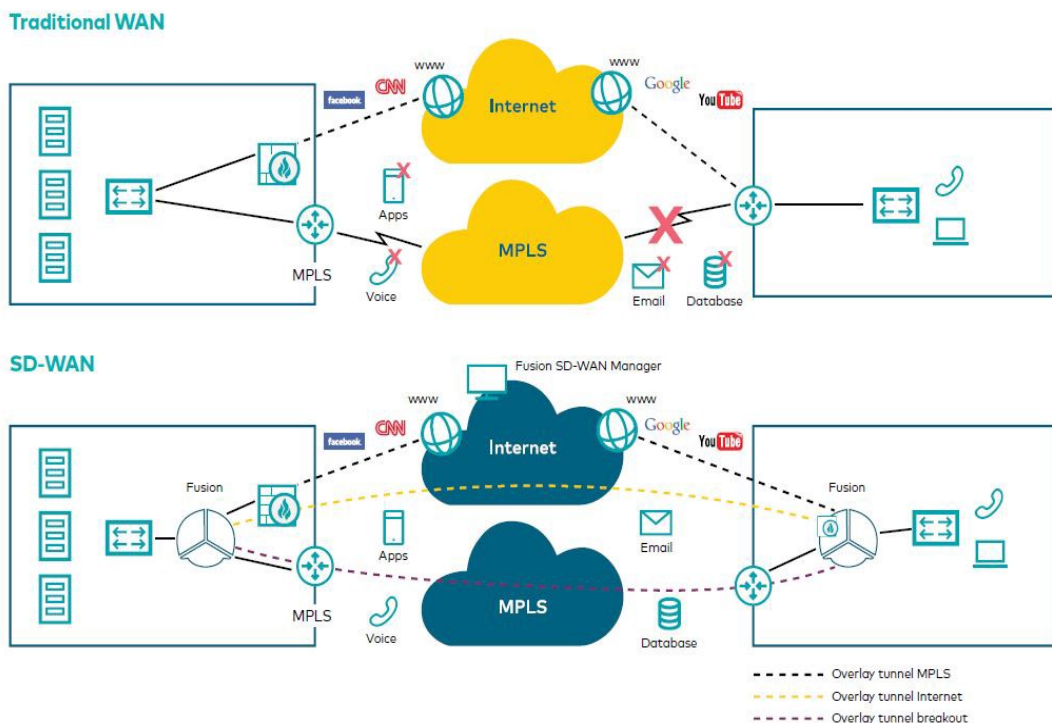 Traditional WAN
facebook
CNN
WWW
Internet
WWW
Google
YouTube
Apps
MPLS
Voice
MPLS
Email
Database
SD-WAN
Fusion SD-WAN Manager
facebook
CNN
WWW
Internet
WWW
Google
YouTube
Fusion
Fusion
Apps
Email
MPLS
Voice
MPLS
Database
Overlay tunnel MPLS
Overlay tunnel Internet
Overlay tunnel breakout